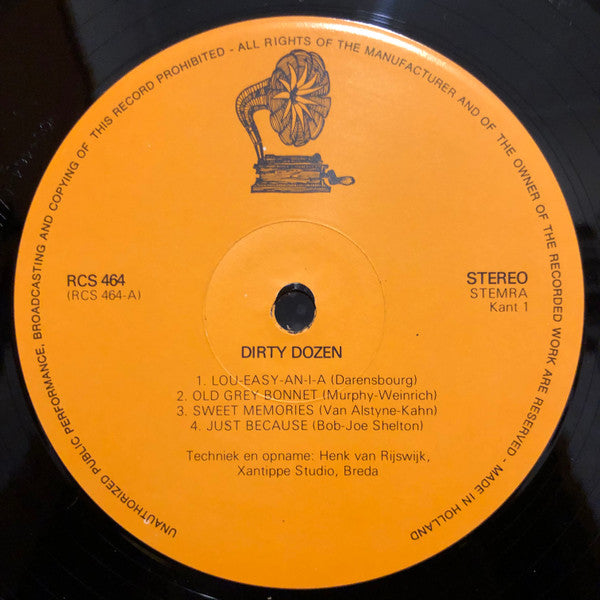 UNAUTHORIZED PUBLIC PERFORMANCE, BROADCASTING AND COPYING OF THIS RECORD PROHIBITED - ALL RIGHTS OF THE MANUFACTURER AND OF THE OWNER OF THE RECORDED WORK ARE RESERVED - MADE IN HOLLAND
RCS 464
(RCS 464-A)
STEREO
STEMRA
Kant 1
DIRTY DOZEN
1. LOU-EASY-AN-I-A (Darensbourg)
2. OLD GREY BONNET (Murphy-Weinrich)
3. SWEET MEMORIES (Van Alstyne-Kahn)
4. JUST BECAUSE (Bob-Joe Shelton)
Techniek en opname: Henk van Rijswijk,
Xantippe Studio, Breda